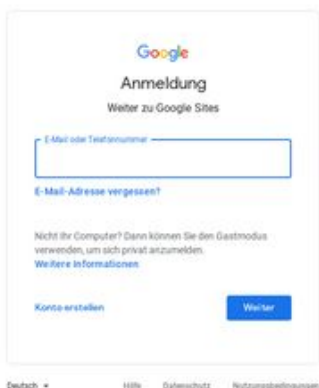 Google
Anmeldung
Weiter zu Google Sites
E-Mail oder Telefonnummer
E-Mail-Adresse vergessen?
Nicht Ihr Computer? Dann können Sie den Gastmodus
verwenden, um sich privat anzumelden.
Weitere Informationen
Konto erstellen
Weiter
Deutsch
Hilfe
Datenschutz
Nutzungsbedingungen